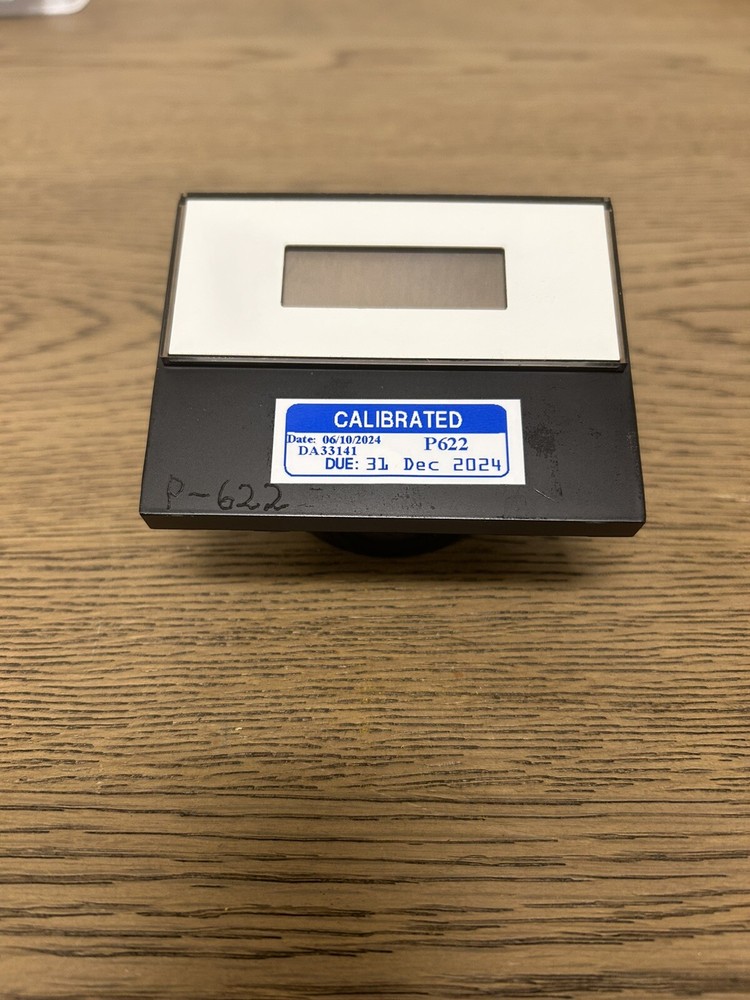 CALIBRATED
Date: 06/10/2024 P622
DA33141
DUE: 31 Dec 2024
P-622